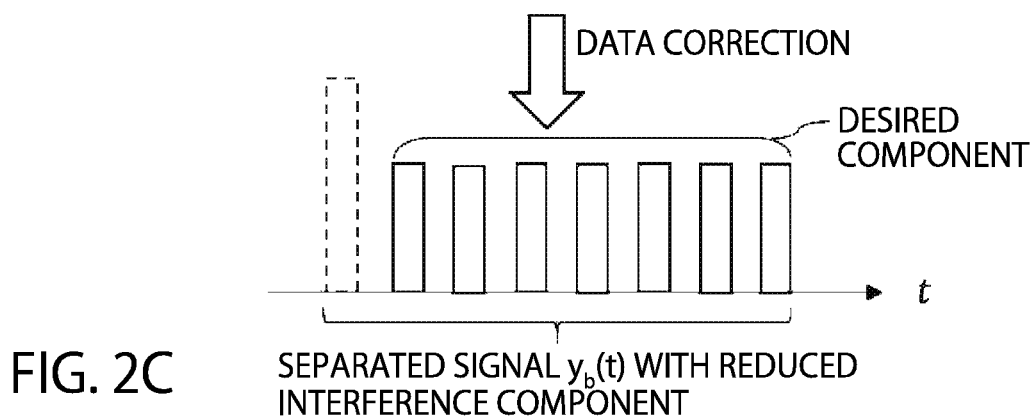 DATA CORRECTION
DESIRED
COMPONENT
t
FIG. 2C
SEPARATED SIGNAL y_b(t) WITH REDUCED
INTERFERENCE COMPONENT